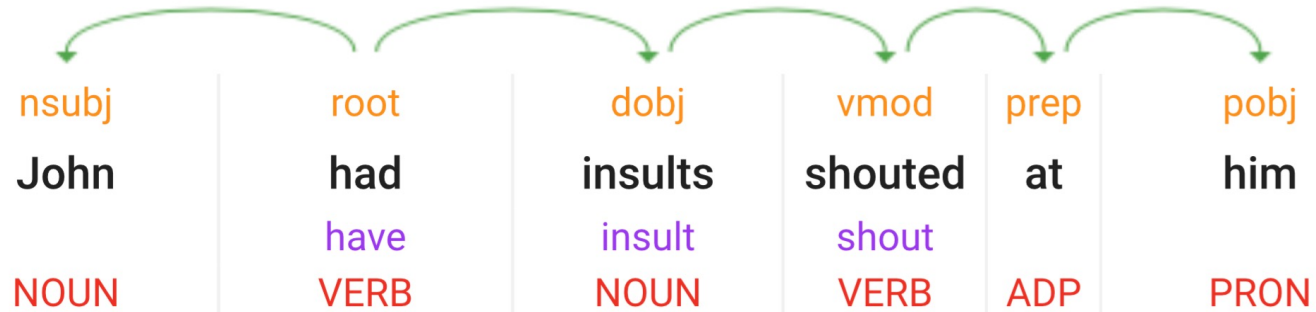 nsubj root dobj vmod prep pobj
John had insults shouted at him
have insult shout
NOUN VERB NOUN VERB ADP PRON